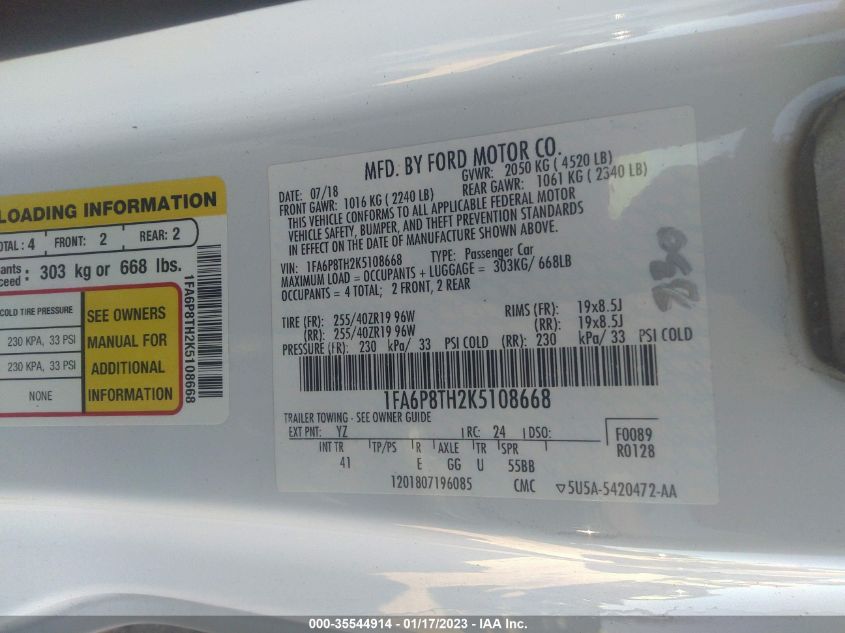 LOADING INFORMATION
TOTAL: 4 FRONT: 2 REAR: 2
303 kg or 668 lbs.
COLD TIRE PRESSURE
230 KPA, 33 PSI
230 KPA, 33 PSI
NONE
SEE OWNERS
MANUAL FOR
ADDITIONAL
INFORMATION
1FA6P8TH2K5108668
MFD. BY FORD MOTOR CO.
DATE: 07/18 GVWR: 2050 KG ( 4520 LB)
FRONT GAWR: 1016 KG (2240 LB) REAR GAWR: 1061 KG ( 2340 LB)
THIS VEHICLE CONFORMS TO ALL APPLICABLE FEDERAL MOTOR
VEHICLE SAFETY, BUMPER, AND THEFT PREVENTION STANDARDS
IN EFFECT ON THE DATE OF MANUFACTURE SHOWN ABOVE.
VIN: 1FA6P8TH2K5108668 TYPE: Passenger Car
MAXIMUM LOAD = OCCUPANTS + LUGGAGE = 303KG/ 668LB
OCCUPANTS = 4 TOTAL; 2 FRONT, 2 REAR
TIRE (FR): 255/40ZR19 96W RIMS (FR): 19x8.5J
(RR): 255/40ZR19 96W (RR): 19x8.5J
PRESSURE (FR): 230 kPa/ 33 PSI COLD (RR): 230 kPa/ 33 PSI COLD
1FA6P8TH2K5108668
TRAILER TOWING - SEE OWNER GUIDE
EXT PNT: YZ RC: 24 DSO: F0089
R0128
INT TR TP/PS R AXLE TR SPR
41 E GG U 55BB
1201807196085 CMC ▽5U5A-5420472-AA
000-35544914 - 01/17/2023 - IAA Inc.